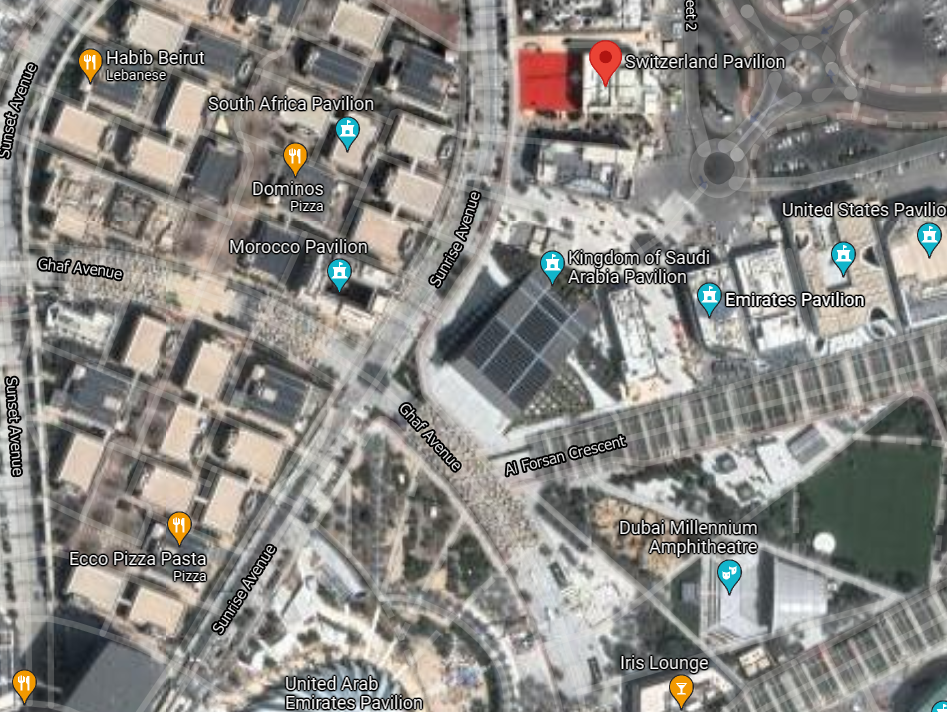 Habib Beirut
Lebanese
Sunset Avenue
South Africa Pavilion
Dominos
Pizza
Morocco Pavilion
Ghaf Avenue
Sunrise Avenue
eet 2
Switzerland Pavilion
United States Pavilio
Kingdom of Saudi
Arabia Pavilion
Emirates Pavilion
Sunset Avenue
Ghaf Avenue
Al Forsan Crescent
Dubai Millennium
Amphitheatre
Ecco Pizza Pasta
Pizza
Sunrise Avenue
Iris Lounge
United Arab
Emirates Pavilion